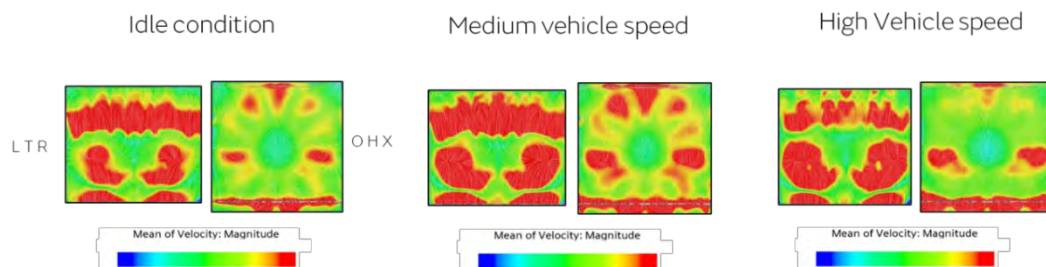 Idle condition
Medium vehicle speed
High Vehicle speed
LTR
OHX
Mean of Velocity: Magnitude
Mean of Velocity: Magnitude
Mean of Velocity: Magnitude